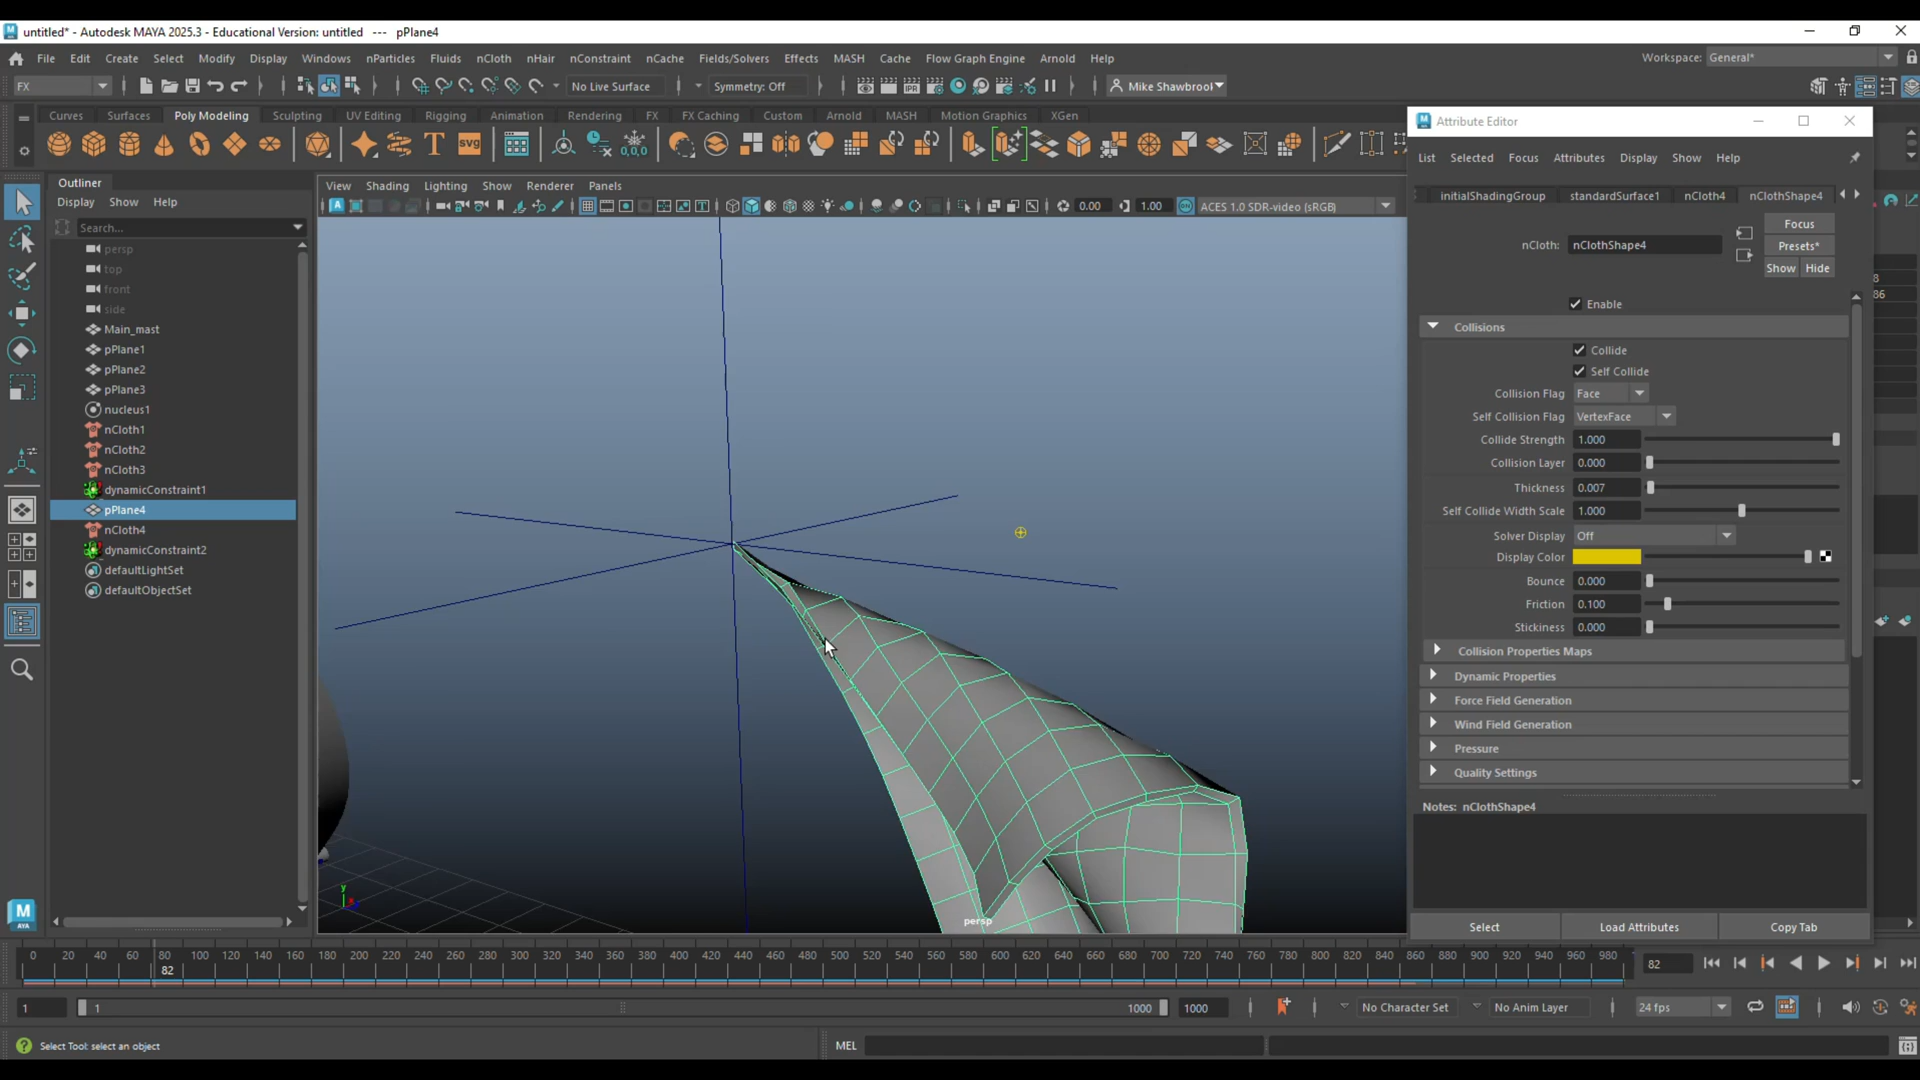 untitled* - Autodesk MAYA 2025.3 - Educational Version: untitled --- pPlane4
File Edit Create Select Modify Display Windows nParticles Fluids nCloth nHair nConstraint nCache Fields/Solvers Effects MASH Cache Flow Graph Engine Arnold Help
Workspace: General*
FX
No Live Surface
Symmetry: Off
IPR
Mike Shawbrool
Curves Surfaces Poly Modeling Sculpting UV Editing Rigging Animation Rendering FX FX Caching Custom Arnold MASH Motion Graphics XGen
T SVG 0,0,0
Attribute Editor
List Selected Focus Attributes Display Show Help
Outliner
Display Show Help
Search...
View Shading Lighting Show Renderer Panels
0.00 1.00 ACES 1.0 SDR-video (sRGB)
initialShadingGroup standardSurface1 nCloth4 nClothShape4
persp
top
front
side
Main_mast
pPlane1
pPlane2
pPlane3
nucleus1
nCloth1
nCloth2
nCloth3
dynamicConstraint1
pPlane4
nCloth4
dynamicConstraint2
defaultLightSet
defaultObjectSet
y
persp
nCloth: nClothShape4
Focus
Presets*
Show Hide
8
86
Enable
Collisions
Collide
Self Collide
Collision Flag Face
Self Collision Flag VertexFace
Collide Strength 1.000
Collision Layer 0.000
Thickness 0.007
Self Collide Width Scale 1.000
Solver Display Off
Display Color
Bounce 0.000
Friction 0.100
Stickiness 0.000
Collision Properties Maps
Dynamic Properties
Force Field Generation
Wind Field Generation
Pressure
Quality Settings
Notes: nClothShape4
Select Load Attributes Copy Tab
M
AYA
0 20 40 60 80 100 120 140 160 180 200 220 240 260 280 300 320 340 360 380 400 420 440 460 480 500 520 540 560 580 600 620 640 660 680 700 720 740 760 780 800 820 840 860 880 900 920 940 960 980
82
82
1 1 1000 1000 No Character Set No Anim Layer 24 fps
Select Tool: select an object
MEL